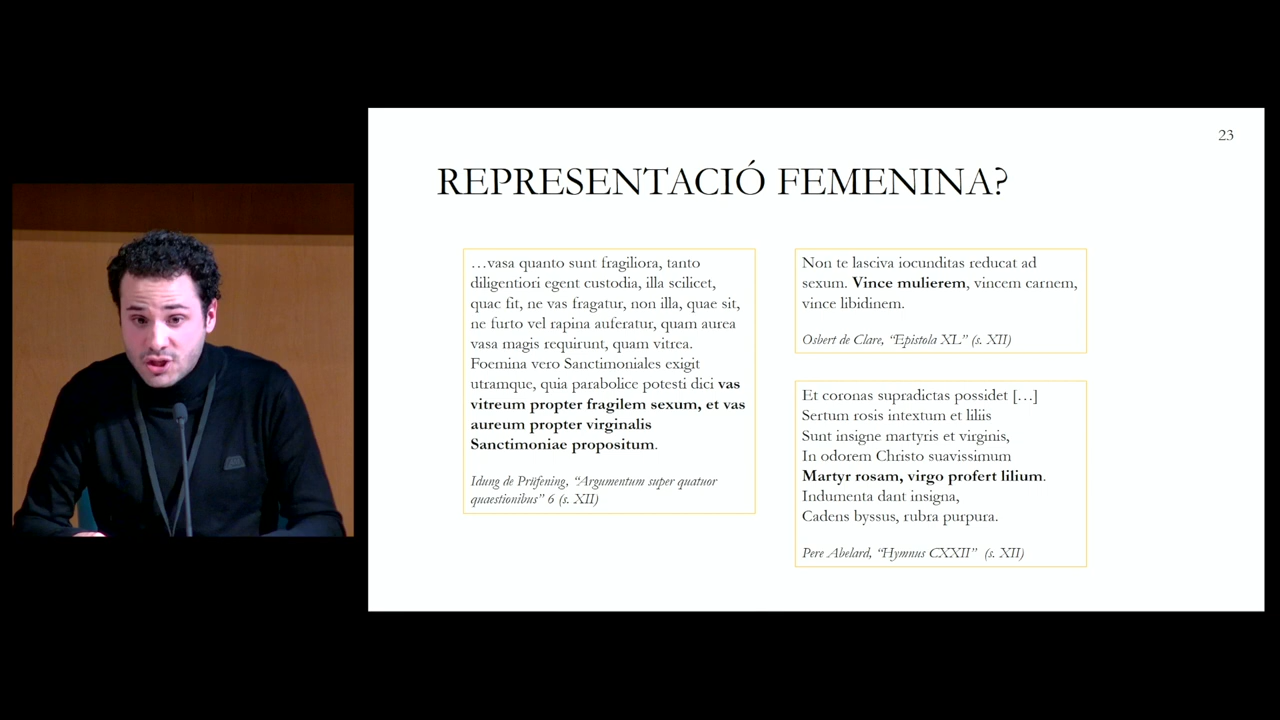 23
REPRESENTACIÓ FEMENINA?
…vasa quanto sunt fragiliora, tanto
diligentiori egent custodia, illa scilicet,
quae fit, ne vas fragatur, non illa, quae sit,
ne furto vel rapina auferatur, quam aurea
vasa magis requirunt, quam vitrea.
Foemina vero Sanctimoniales exigit
utramque, quia parabolice potesti dici vas
vitreum propter fragilem sexum, et vas
aureum propter virginalis
Sanctimoniae propositum.
Idung de Prüfening, “Argumentum super quatuor
quaestionibus” 6 (s. XII)
Non te lasciva iocunditas reducat ad
sexum. Vince mulierem, vincem carnem,
vince libidinem.
Osbert de Clare, “Epistola XL” (s. XII)
Et coronas supradictas possidet […]
Sertum rosis intextum et liliis
Sunt insigne martyris et virginis,
In odorem Christo suavissimum
Martyr rosam, virgo profert lilium.
Indumenta dant insigna,
Cadens byssus, rubra purpura.
Pere Abelard, “Hymnus CXXII” (s. XII)